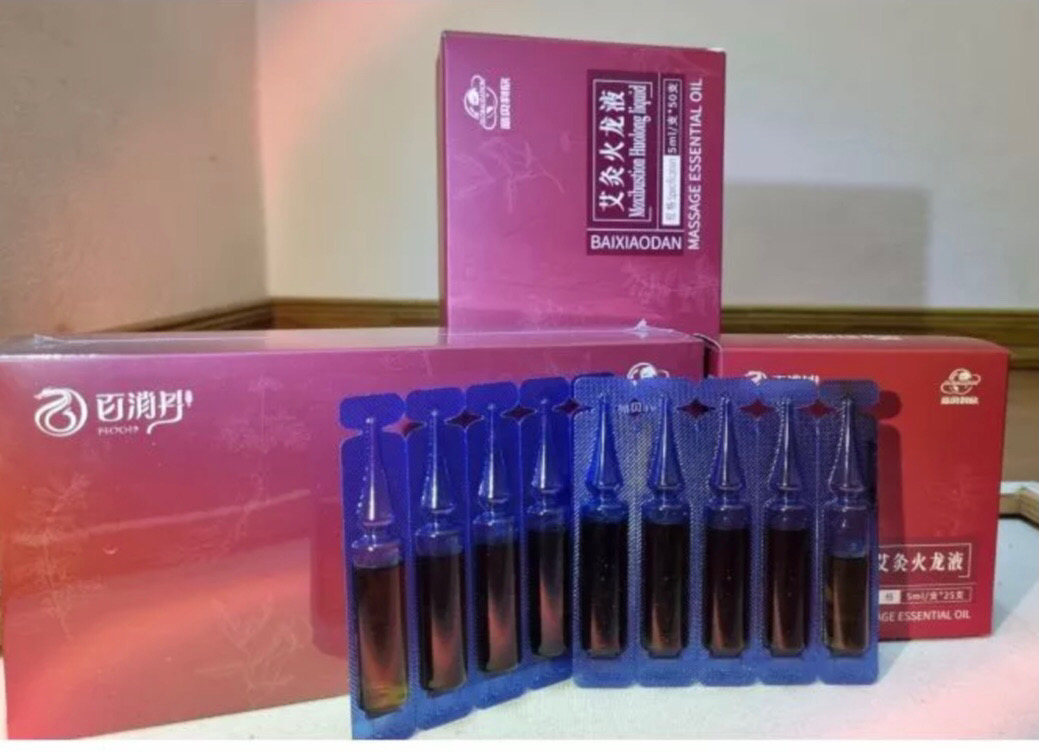 艾灸火龙液
Moxibustion Huolong liquid
5ml/支*50支
BAIXIAODAN
MASSAGE ESSENTIAL OIL
百消丹
艾灸火龙液
5ml/支*25支
AGE ESSENTIAL OIL